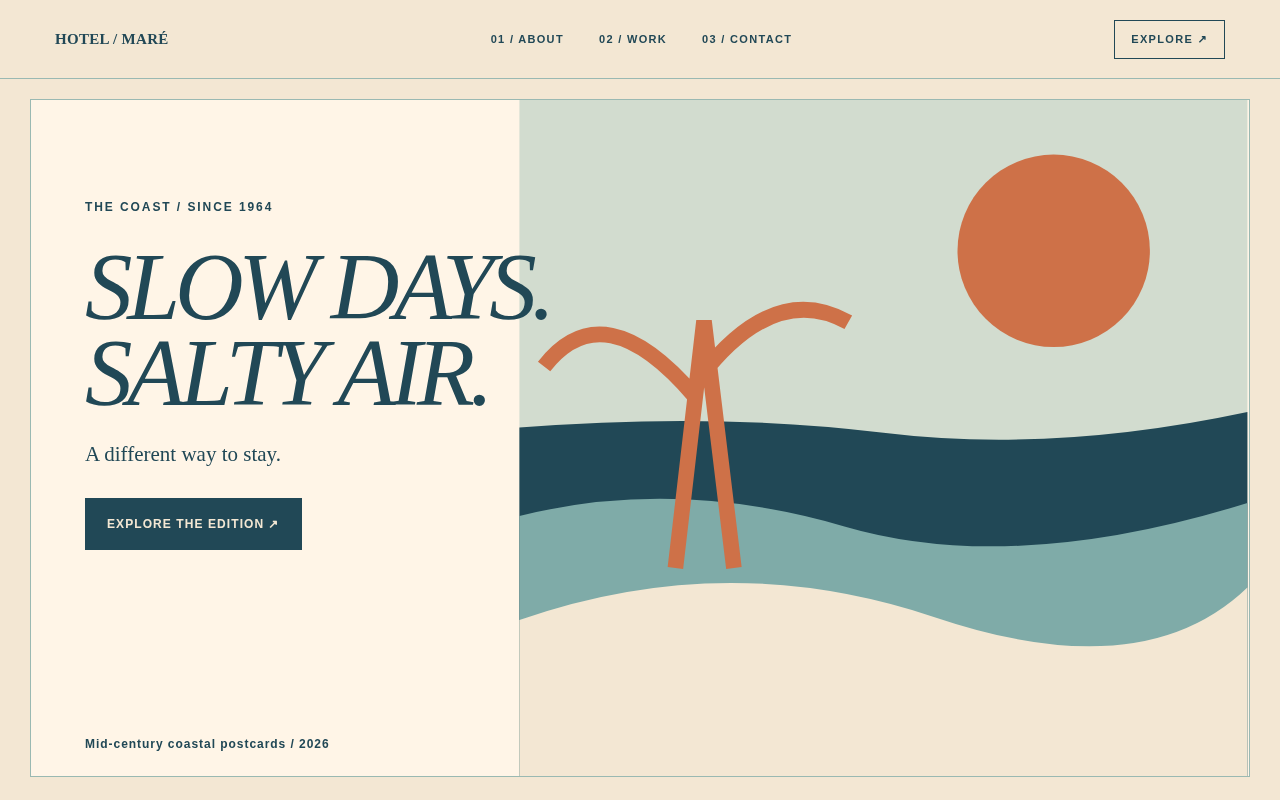 HOTEL / MARÉ
01 / ABOUT
02 / WORK
03 / CONTACT
EXPLORE ↗
THE COAST / SINCE 1964
SLOW DAYS.
SALTY AIR.
A different way to stay.
EXPLORE THE EDITION ↗
Mid-century coastal postcards / 2026